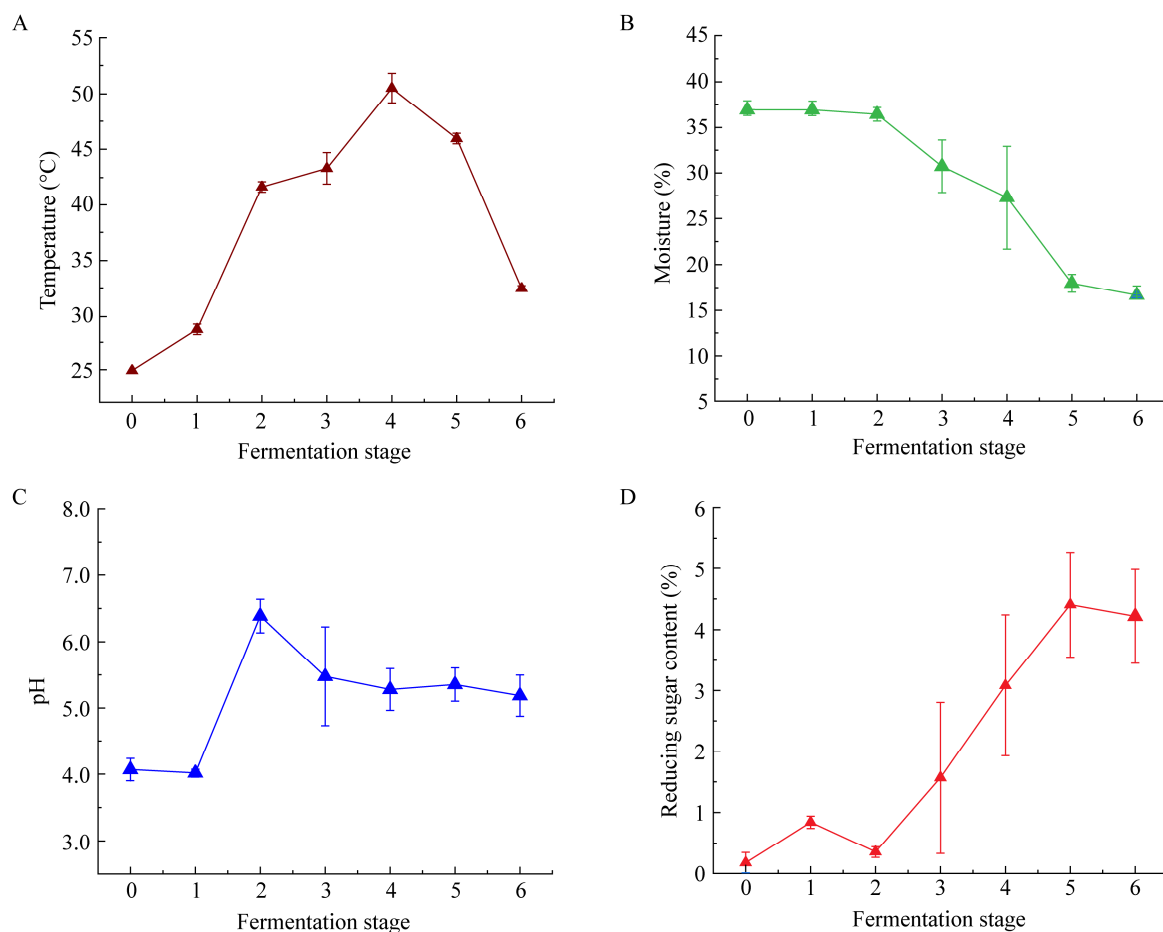 A
55
50
45
40
35
30
25
Temperature (°C)
0 1 2 3 4 5 6
Fermentation stage
B
45
40
35
30
25
20
15
10
5
Moisture (%)
0 1 2 3 4 5 6
Fermentation stage
C
8.0
7.0
6.0
5.0
4.0
3.0
pH
0 1 2 3 4 5 6
Fermentation stage
D
6
5
4
3
2
1
0
Reducing sugar content (%)
0 1 2 3 4 5 6
Fermentation stage